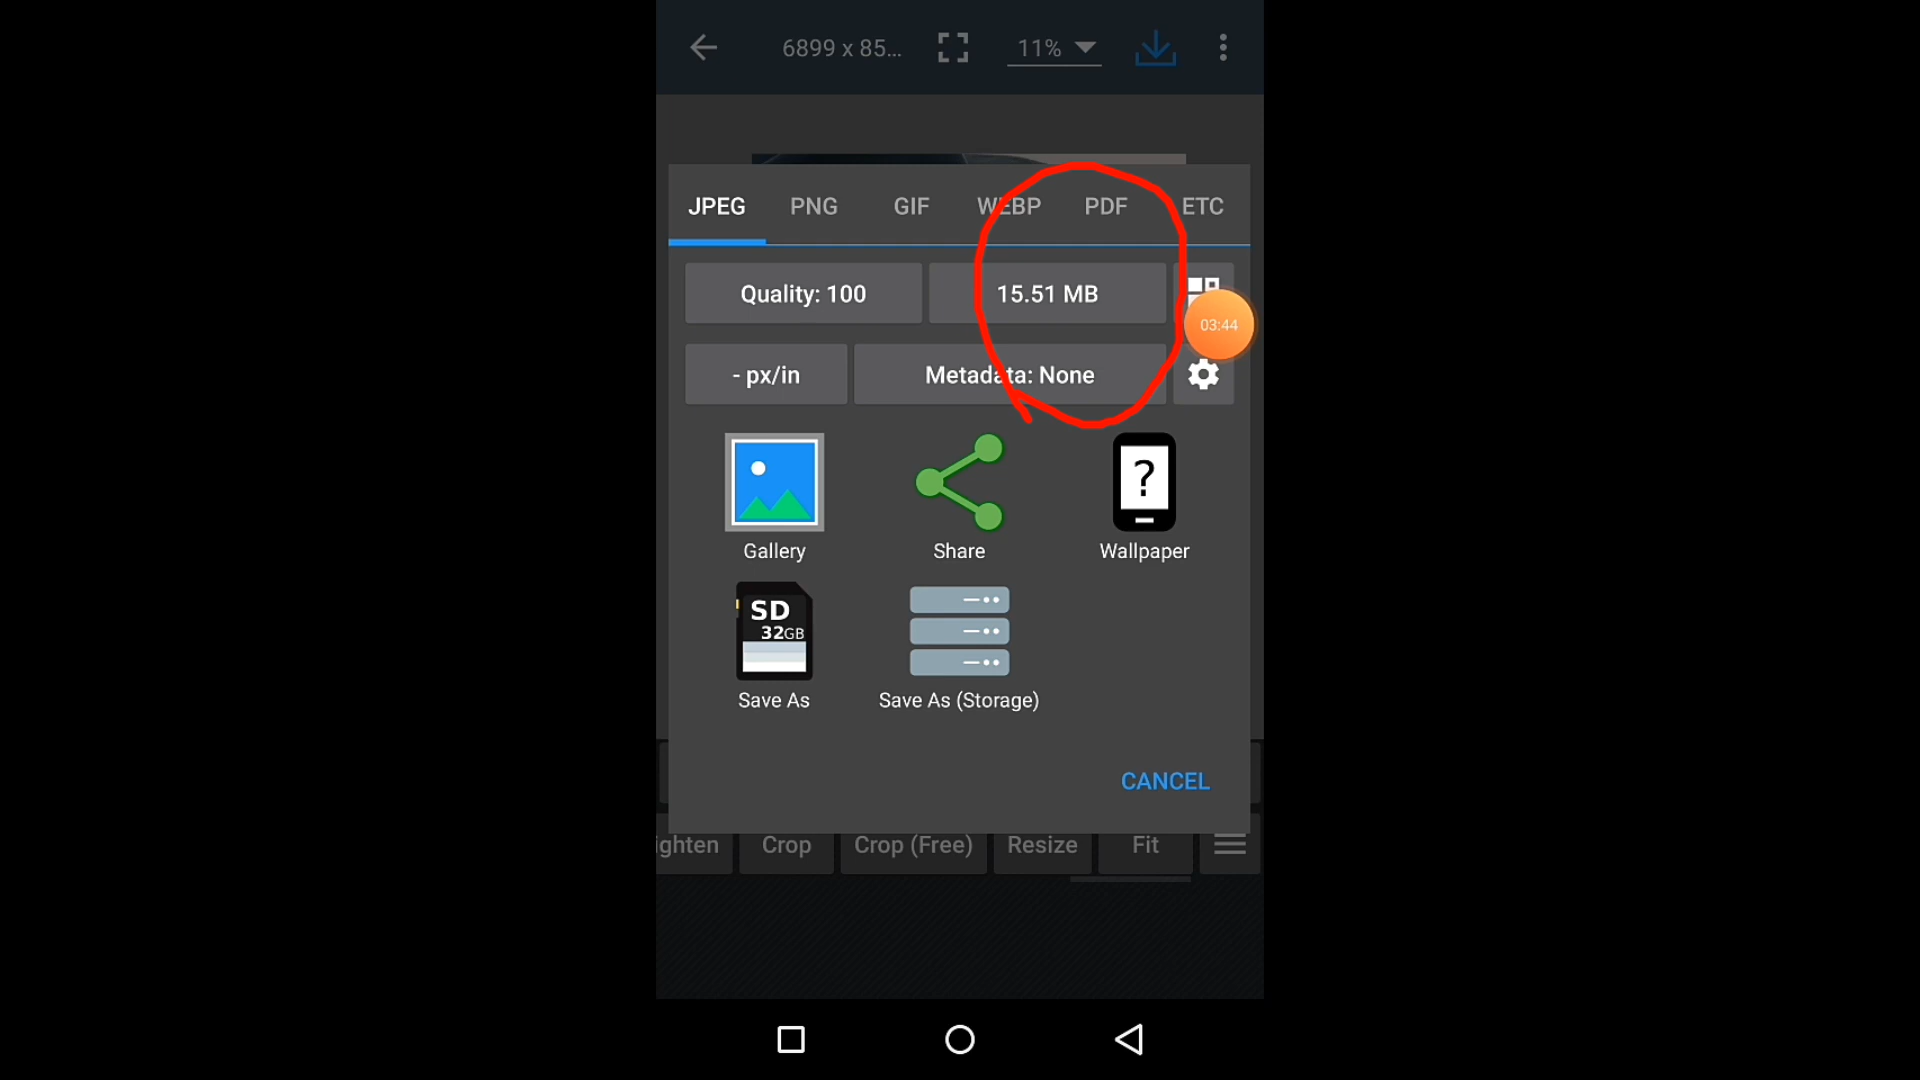 6899 x 85...
11%
JPEG PNG GIF WEBP PDF ETC
Quality: 100
15.51 MB
03:44
- px/in
Metadata: None
?
Gallery
Share
Wallpaper
SD
32GB
Save As
Save As (Storage)
CANCEL
ighten
Crop
Crop (Free)
Resize
Fit